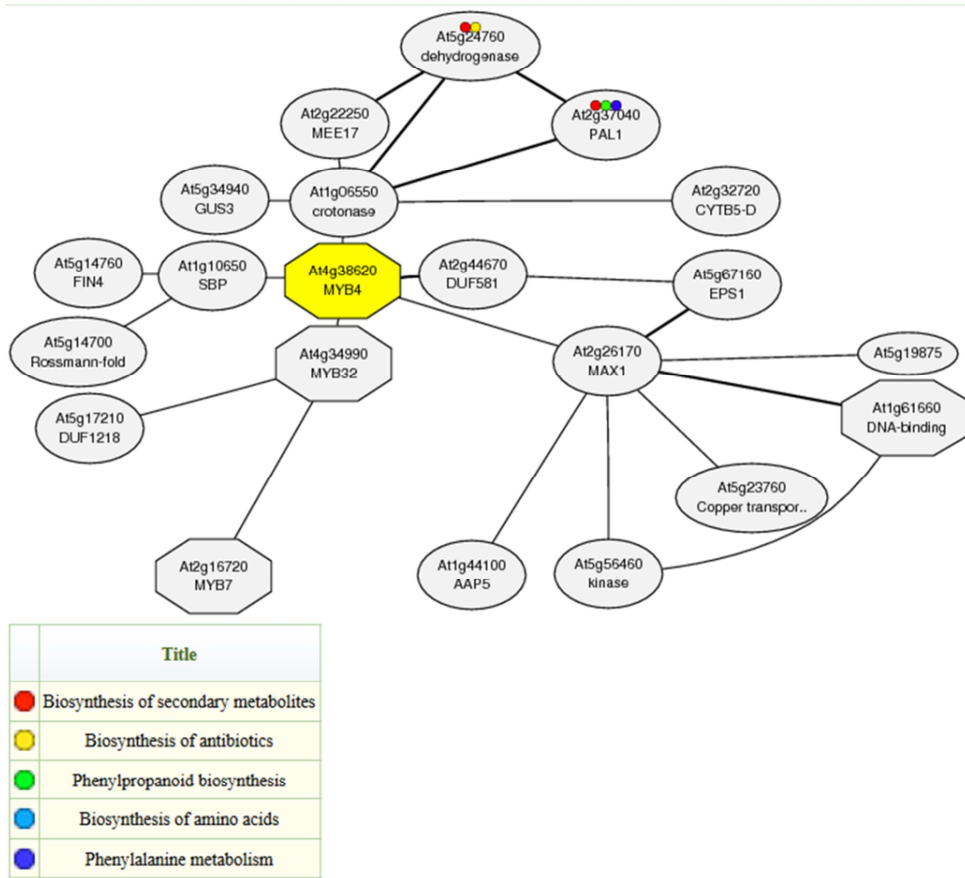 At5g24760
dehydrogenase
At2g22250
MEE17
At2g37040
PAL1
At5g34940
GUS3
At1g06550
crotonase
At2g32720
CYTB5-D
At5g14760
FIN4
At1g10650
SBP
At4g38620
MYB4
At2g44670
DUF581
At5g67160
EPS1
At5g14700
Rossmann-fold
At4g34990
MYB32
At2g26170
MAX1
At5g19875
At5g17210
DUF1218
At1g61660
DNA-binding
At5g23760
Copper transpor..
At2g16720
MYB7
At1g44100
AAP5
At5g56460
kinase
Title
Biosynthesis of secondary metabolites
Biosynthesis of antibiotics
Phenylpropanoid biosynthesis
Biosynthesis of amino acids
Phenylalanine metabolism